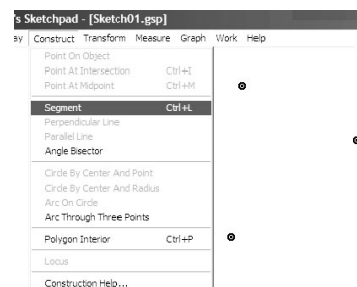 's Sketchpad - [Sketch01.gsp]
ay Construct Transform Measure Graph Work Help
Point On Object
Point At Intersection Ctrl+I
Point At Midpoint Ctrl+M
Segment Ctrl+L
Perpendicular Line
Parallel Line
Angle Bisector
Circle By Center And Point
Circle By Center And Radius
Arc On Circle
Arc Through Three Points
Polygon Interior Ctrl+P
Locus
Construction Help...